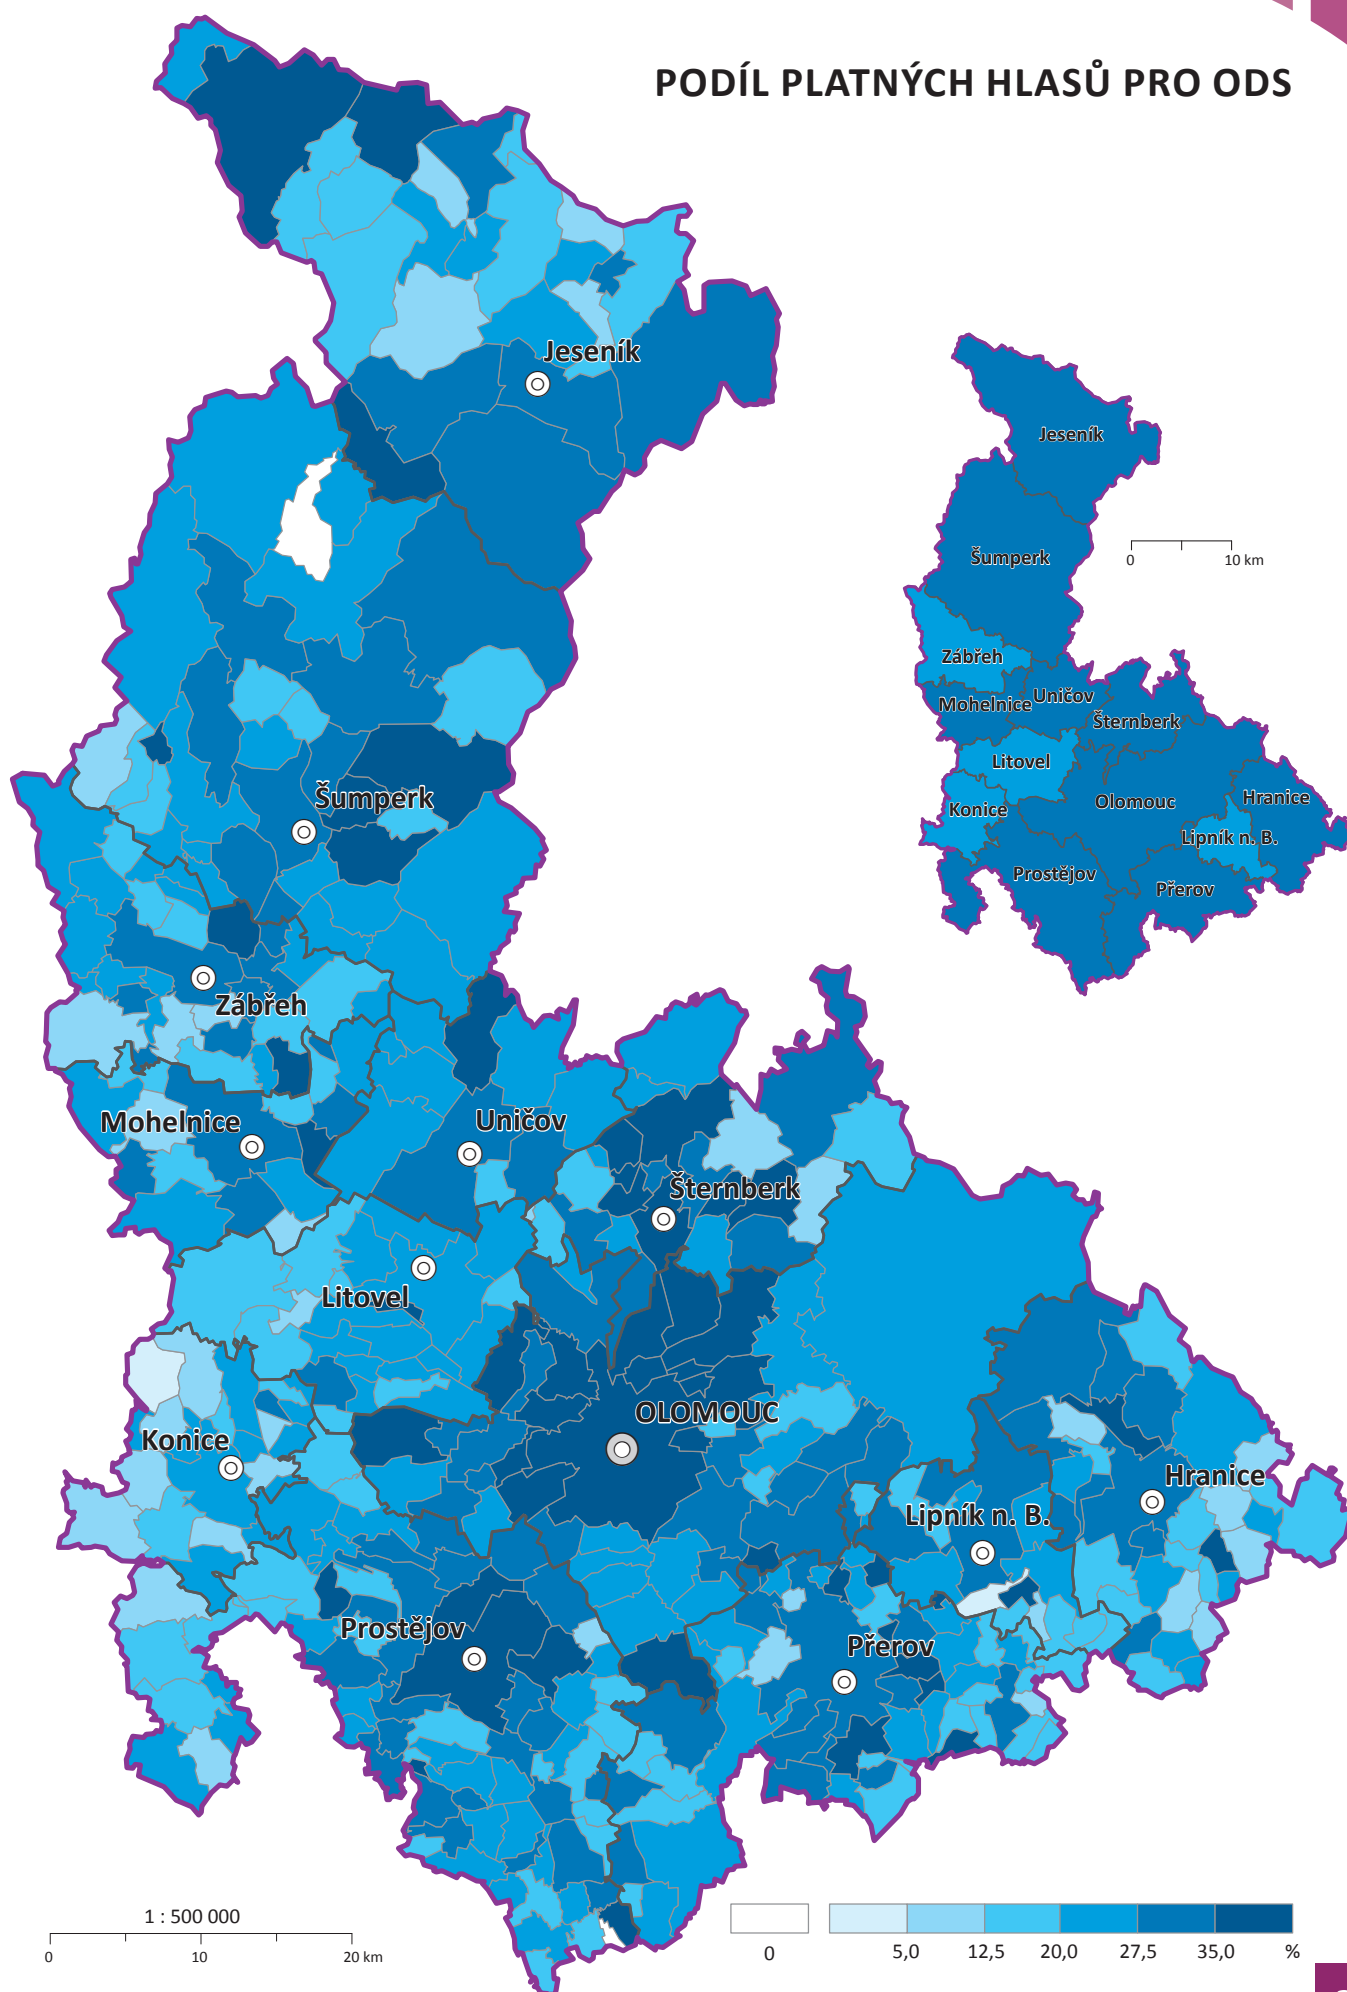 PODÍL PLATNÝCH HLASŮ PRO ODS
Jeseník
Šumperk
Zábřeh
Mohelnice
Uničov
Šternberk
Litovel
OLOMOUC
Konice
Hranice
Lipník n. B.
Prostějov
Přerov
Jeseník
Šumperk
0 10 km
Zábřeh
Mohelnice
Uničov
Šternberk
Litovel
Olomouc
Hranice
Konice
Lipník n. B.
Prostějov
Přerov
1 : 500 000
0 10 20 km
0 5,0 12,5 20,0 27,5 35,0 %